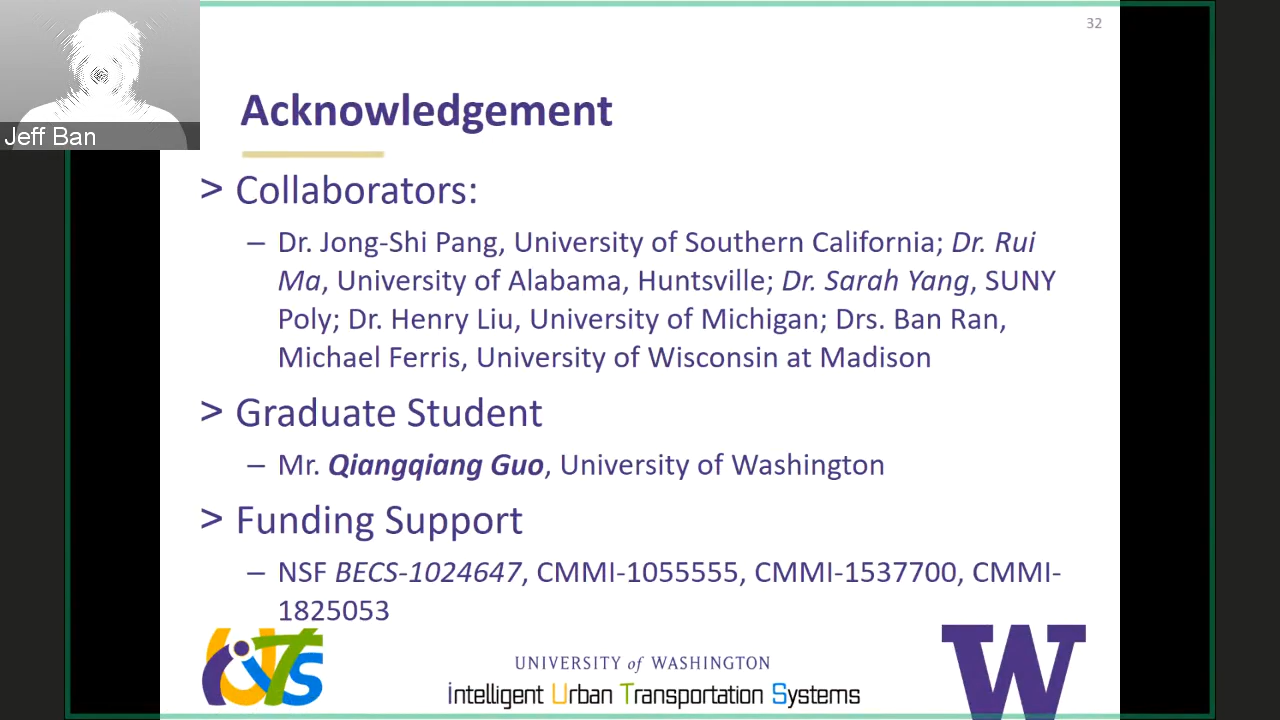 32
Jeff Ban
Acknowledgement
> Collaborators:
– Dr. Jong-Shi Pang, University of Southern California; Dr. Rui
Ma, University of Alabama, Huntsville; Dr. Sarah Yang, SUNY
Poly; Dr. Henry Liu, University of Michigan; Drs. Ban Ran,
Michael Ferris, University of Wisconsin at Madison
> Graduate Student
– Mr. Qiangqiang Guo, University of Washington
> Funding Support
– NSF BECS-1024647, CMMI-1055555, CMMI-1537700, CMMI-
1825053
iUTS
UNIVERSITY of WASHINGTON
intelligent Urban Transportation Systems
W